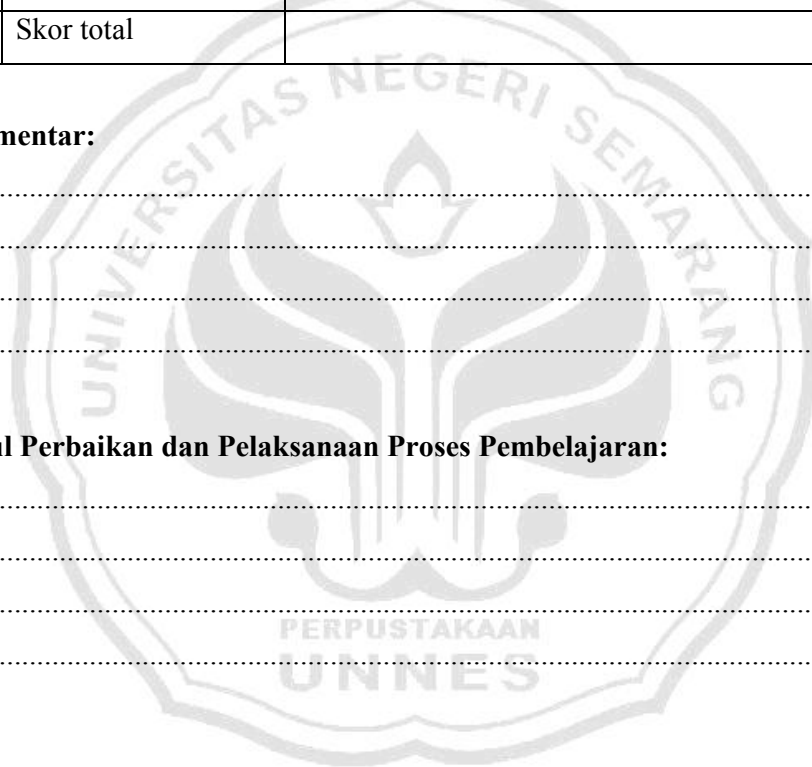 Skor total
mentar:
....................................................................................................
....................................................................................................
....................................................................................................
....................................................................................................
l Perbaikan dan Pelaksanaan Proses Pembelajaran:
....................................................................................................
....................................................................................................
....................................................................................................
....................................................................................................
UNIVERSITAS NEGERI SEMARANG
PERPUSTAKAAN
UNNES